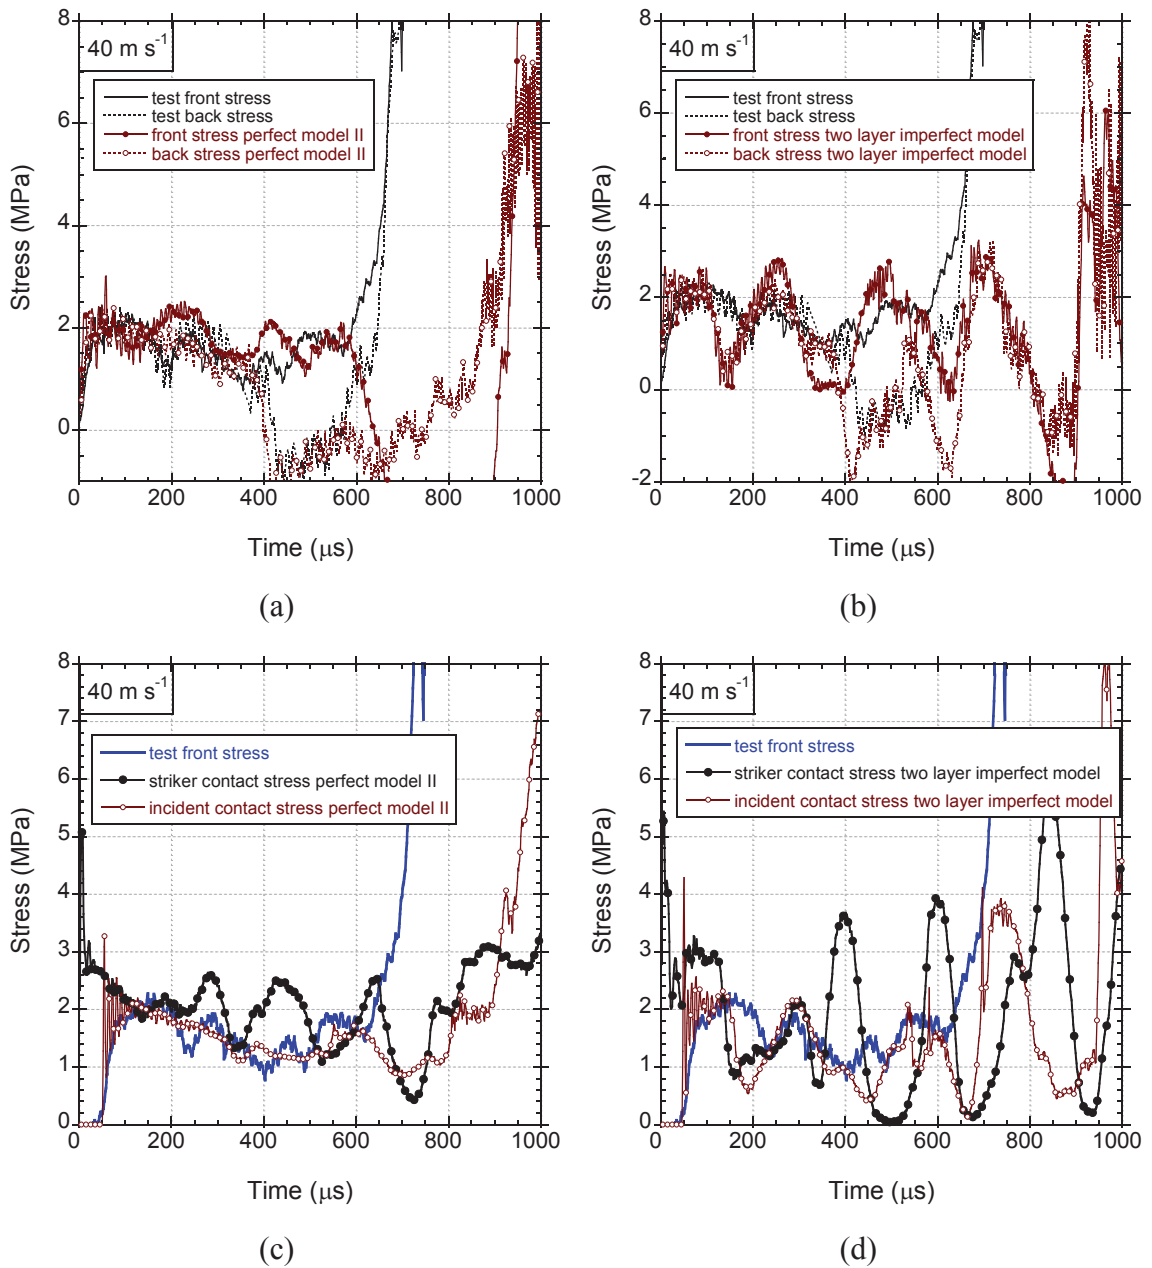 40 m s-1
test front stress
test back stress
front stress perfect model II
back stress perfect model II
8
6
4
2
0
Stress (MPa)
0 200 400 600 800 1000
Time (μs)
(a)
40 m s-1
test front stress
test back stress
front stress two layer imperfect model
back stress two layer imperfect model
8
6
4
2
0
-2
Stress (MPa)
0 200 400 600 800 1000
Time (μs)
(b)
40 m s-1
test front stress
striker contact stress perfect model II
incident contact stress perfect model II
8
7
6
5
4
3
2
1
0
Stress (MPa)
0 200 400 600 800 1000
Time (μs)
(c)
40 m s-1
test front stress
striker contact stress two layer imperfect model
incident contact stress two layer imperfect model
8
7
6
5
4
3
2
1
0
Stress (MPa)
0 200 400 600 800 1000
Time (μs)
(d)